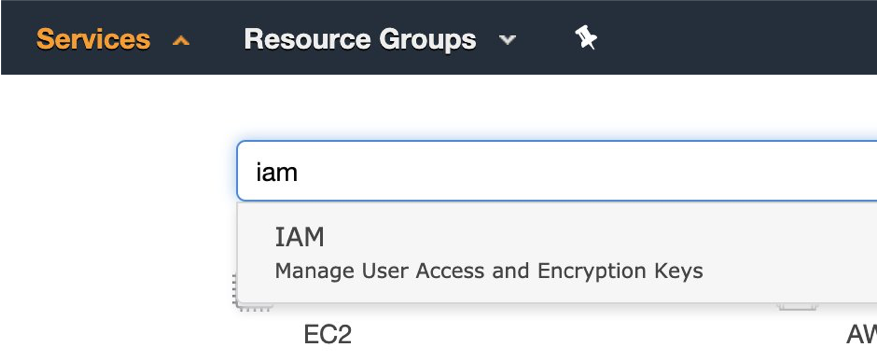 Services Resource Groups
iam
IAM
Manage User Access and Encryption Keys
EC2